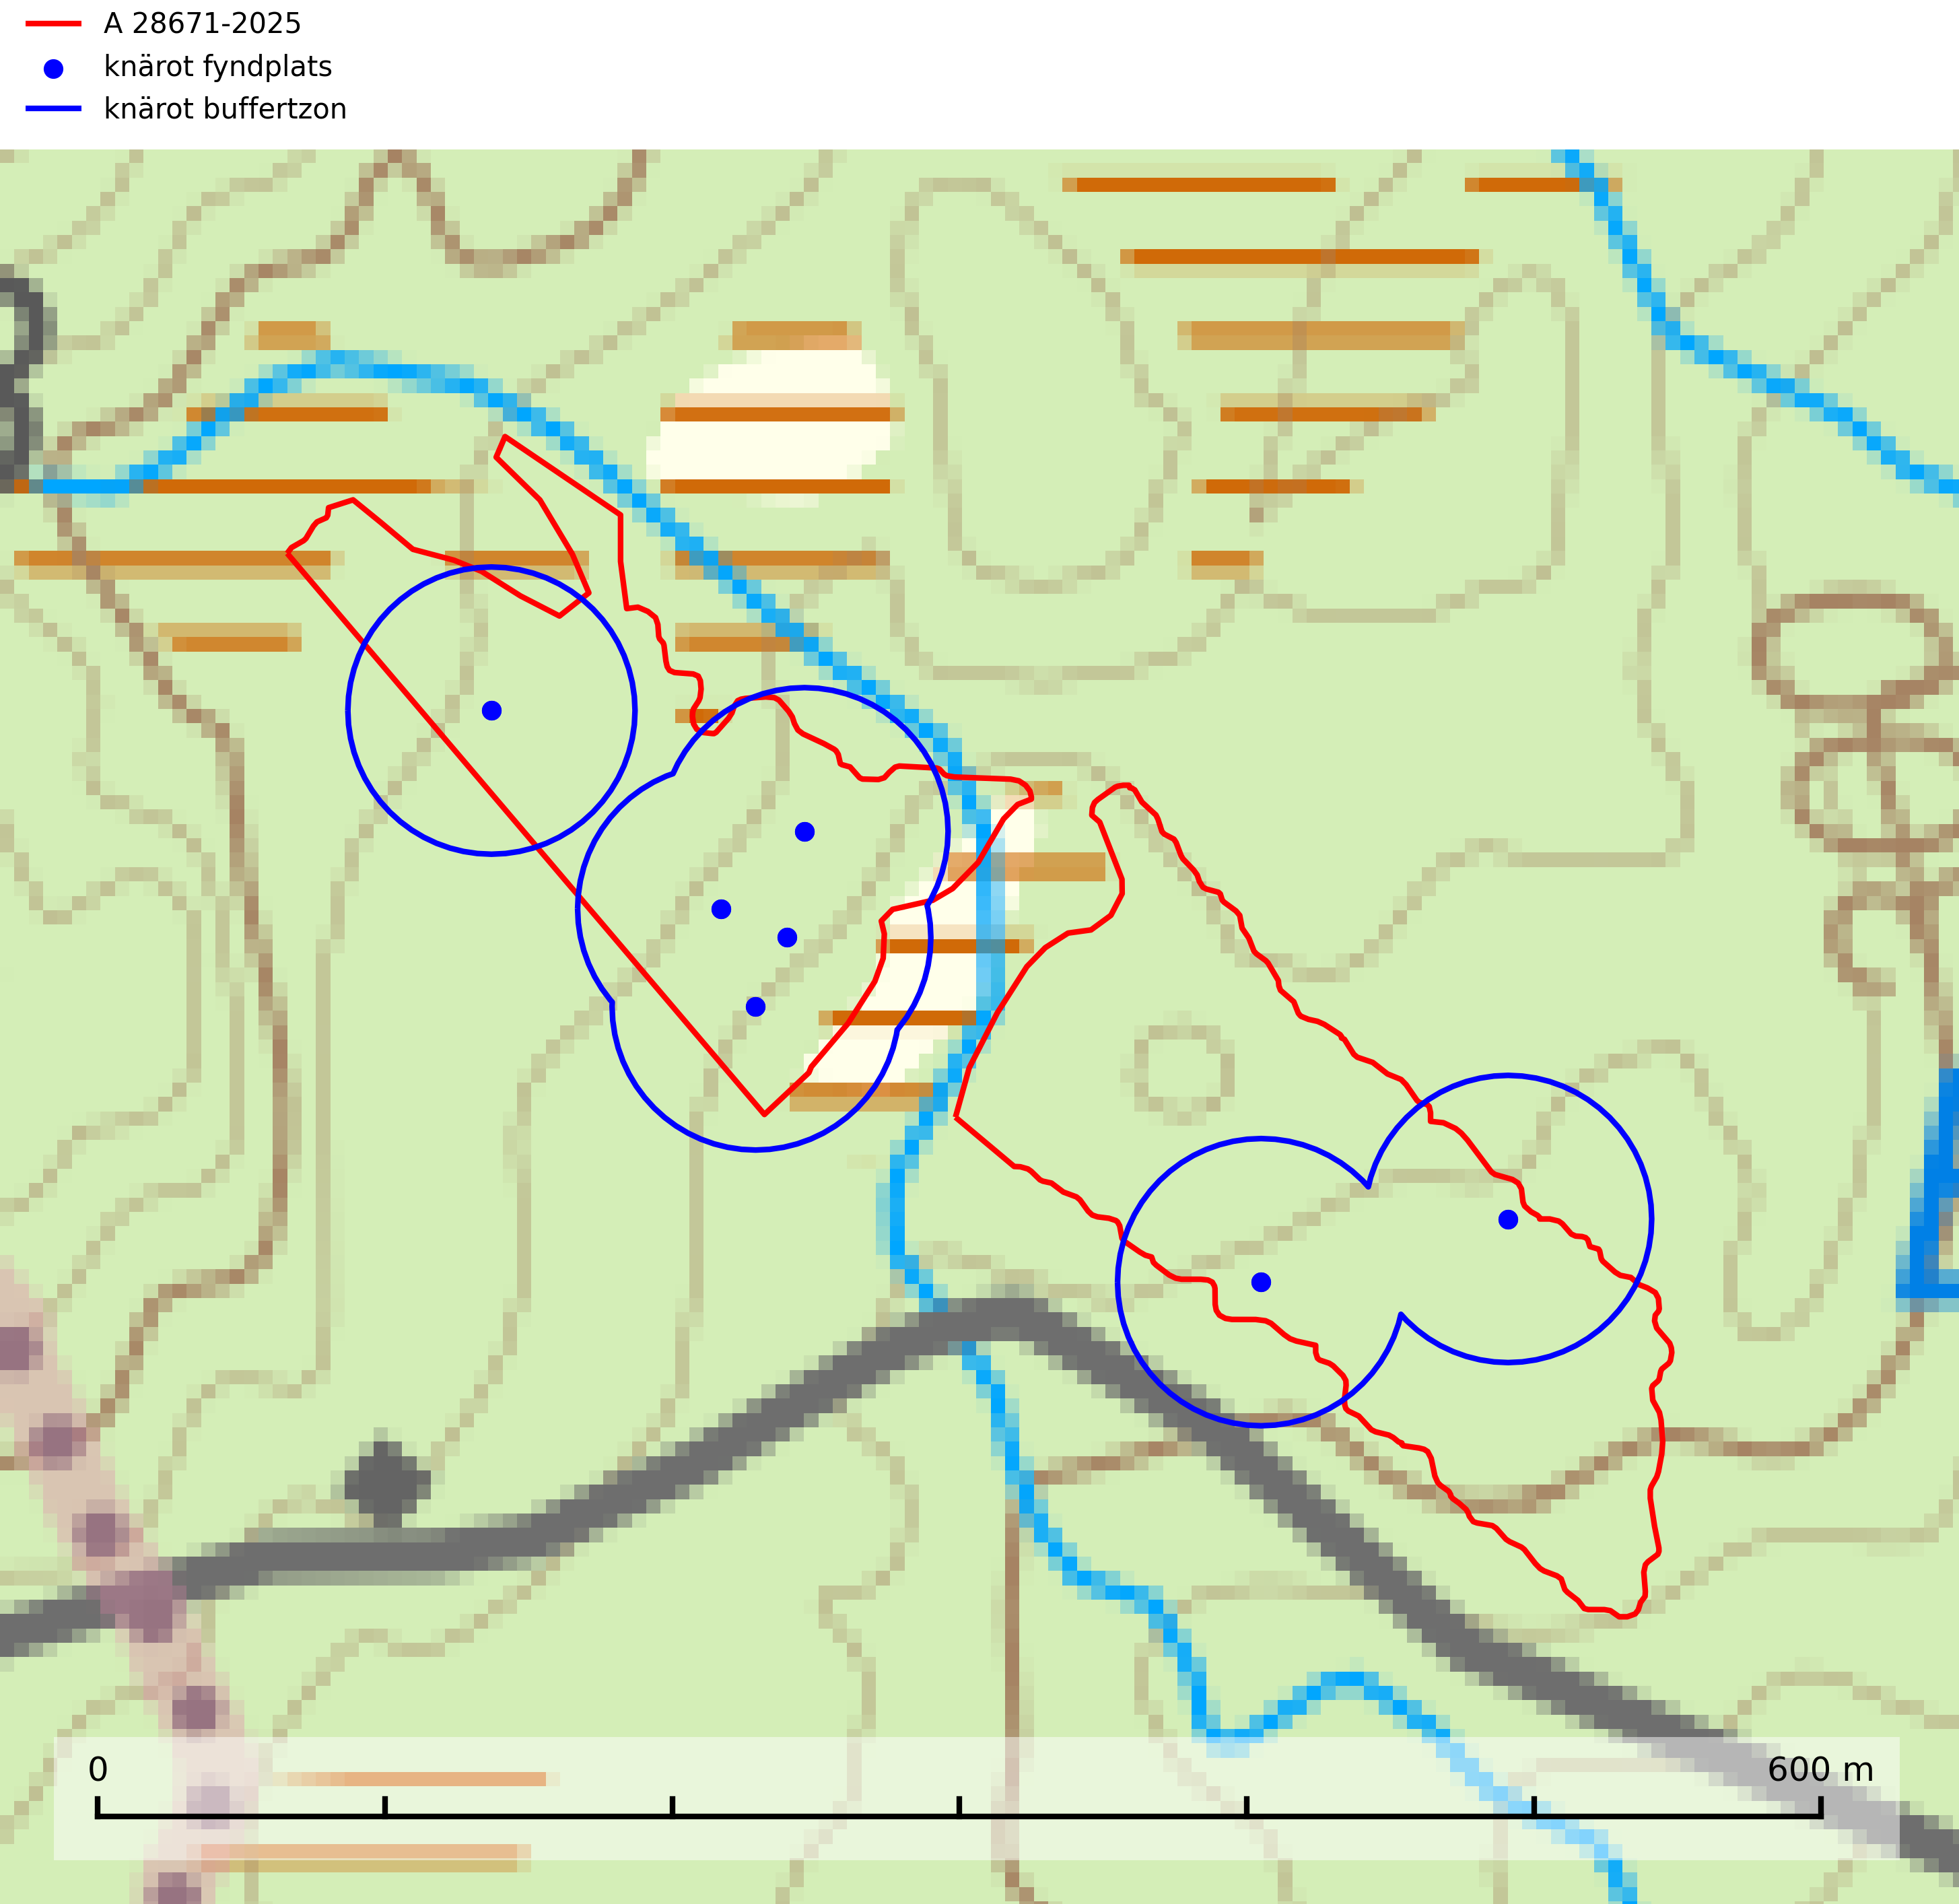 A 28671-2025
knärot fyndplats
knärot buffertzon
0
600 m